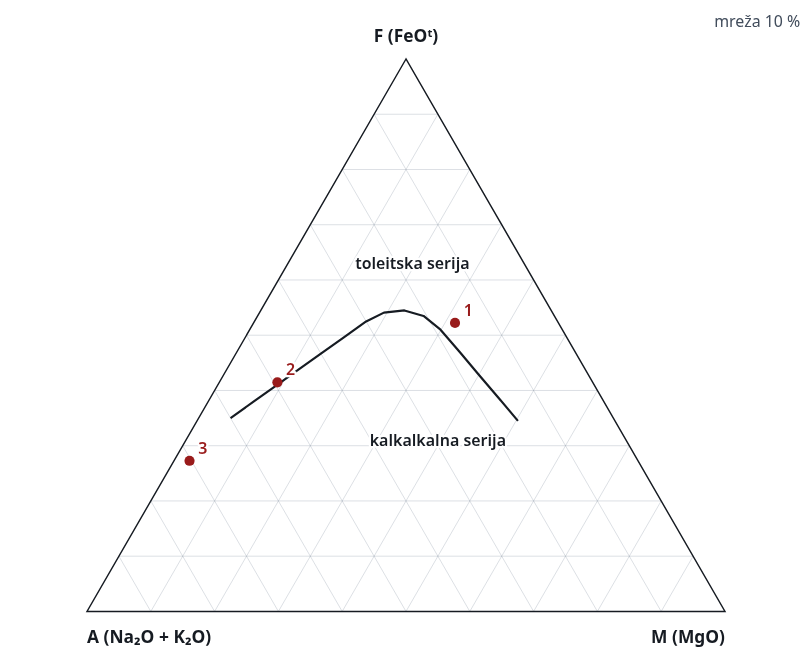 mreža 10 %
F (FeOᵗ)
toleitska serija
1
2
kalkalkalna serija
3
A (Na₂O + K₂O)
M (MgO)